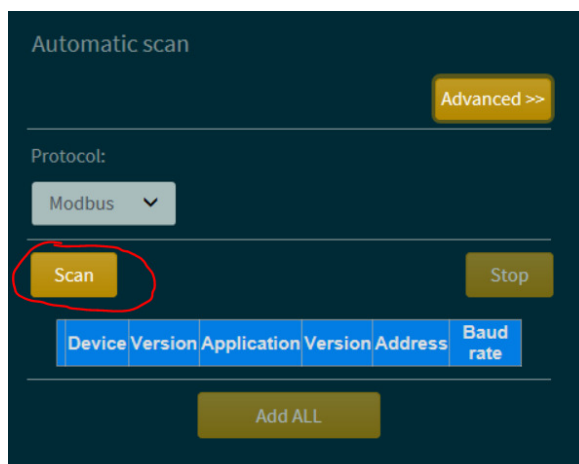 Automatic scan
Advanced >>
Protocol:
Modbus
Scan
Stop
Device Version Application Version Address Baud rate
Add ALL